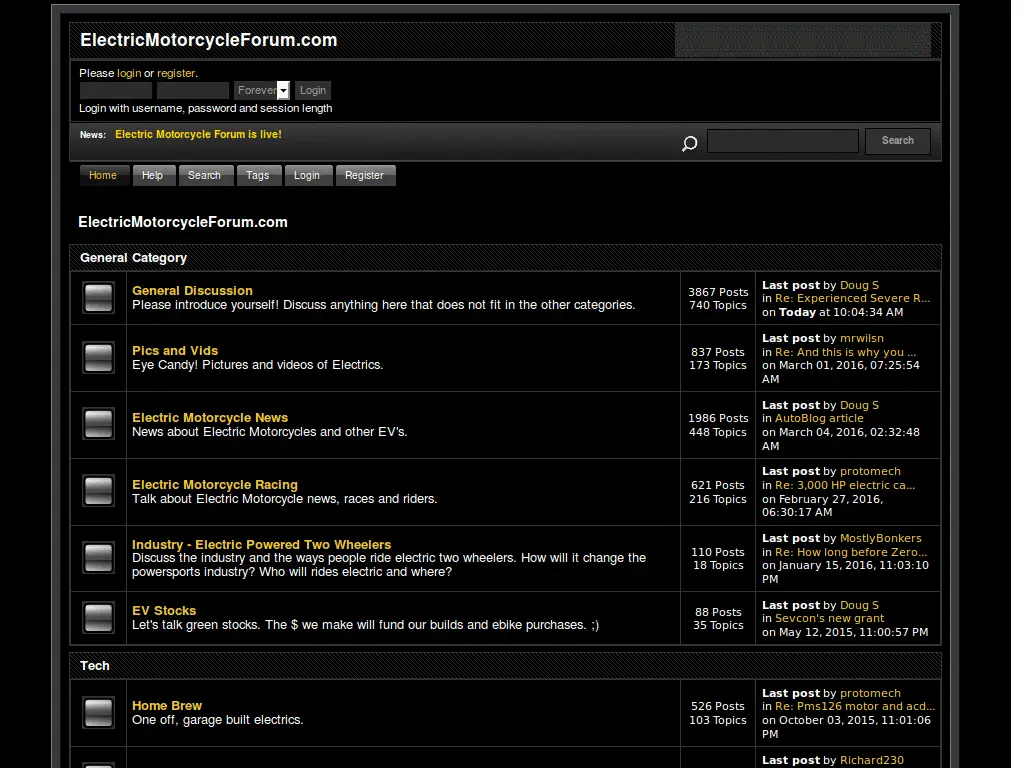 ElectricMotorcycleForum.com
Please login or register.
Forever
Login
Login with username, password and session length
News: Electric Motorcycle Forum is live!
Search
Home
Help
Search
Tags
Login
Register
ElectricMotorcycleForum.com
General Category
General Discussion
Please introduce yourself! Discuss anything here that does not fit in the other categories.
3867 Posts
740 Topics
Last post by Doug S
in Re: Experienced Severe R...
on Today at 10:04:34 AM
Pics and Vids
Eye Candy! Pictures and videos of Electrics.
837 Posts
173 Topics
Last post by mrwilsn
in Re: And this is why you ...
on March 01, 2016, 07:25:54
AM
Electric Motorcycle News
News about Electric Motorcycles and other EV's.
1986 Posts
448 Topics
Last post by Doug S
in AutoBlog article
on March 04, 2016, 02:32:48
AM
Electric Motorcycle Racing
Talk about Electric Motorcycle news, races and riders.
621 Posts
216 Topics
Last post by protomech
in Re: 3,000 HP electric ca...
on February 27, 2016,
06:30:17 AM
Industry - Electric Powered Two Wheelers
Discuss the industry and the ways people ride electric two wheelers. How will it change the
powersports industry? Who will rides electric and where?
110 Posts
18 Topics
Last post by MostlyBonkers
in Re: How long before Zero...
on January 15, 2016, 11:03:10
PM
EV Stocks
Let's talk green stocks. The $ we make will fund our builds and ebike purchases. ;)
88 Posts
35 Topics
Last post by Doug S
in Sevcon's new grant
on May 12, 2015, 11:00:57 PM
Tech
Home Brew
One off, garage built electrics.
526 Posts
103 Topics
Last post by protomech
in Re: Pms126 motor and acd...
on October 03, 2015, 11:01:06
PM
Last post by Richard230